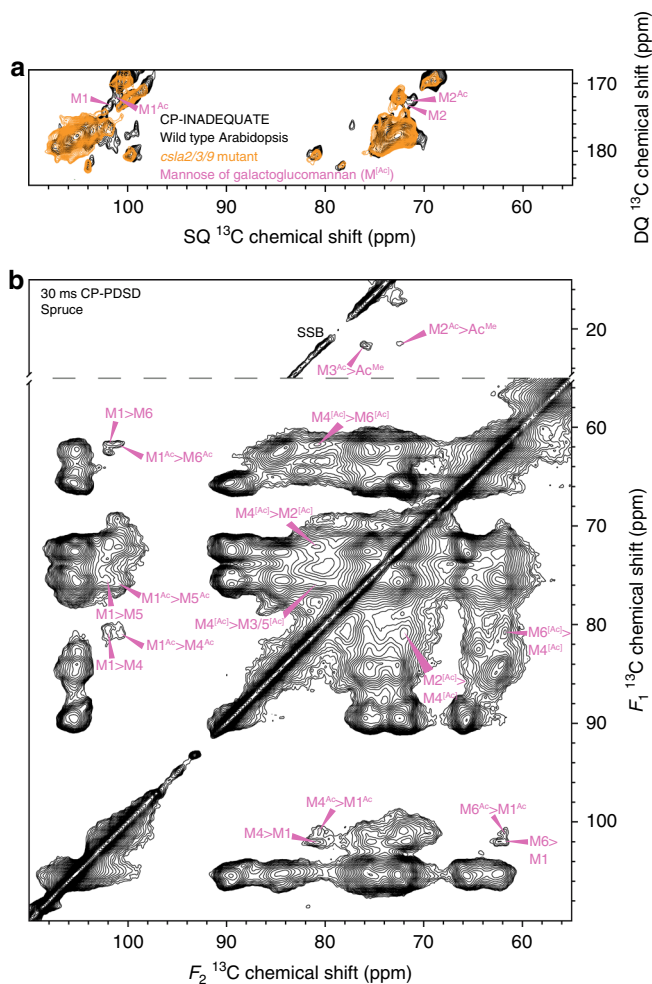 a
M1
M1^Ac
M2^Ac
M2
CP-INADEQUATE
Wild type Arabidopsis
csla2/3/9 mutant
Mannose of galactoglucomannan (M^[Ac])
170
180
DQ ^13C chemical shift (ppm)
100
80
70
60
SQ ^13C chemical shift (ppm)
b
30 ms CP-PDSD
Spruce
SSB
M2^Ac>Ac^Me
M3^Ac>Ac^Me
20
M1>M6
M1^Ac>M6^Ac
M4^[Ac]>M6^[Ac]
60
M4^[Ac]>M2^[Ac]
70
M1^Ac>M5^Ac
M1>M5
M4^[Ac]>M3/5^[Ac]
M1^Ac>M4^Ac
M1>M4
M6^[Ac]>
M4^[Ac]
80
M2^[Ac]>
M4^[Ac]
90
M4^Ac>M1^Ac
M6^Ac>M1^Ac
100
M4>M1
M6>
M1
F1 ^13C chemical shift (ppm)
100
80
70
60
F2 ^13C chemical shift (ppm)